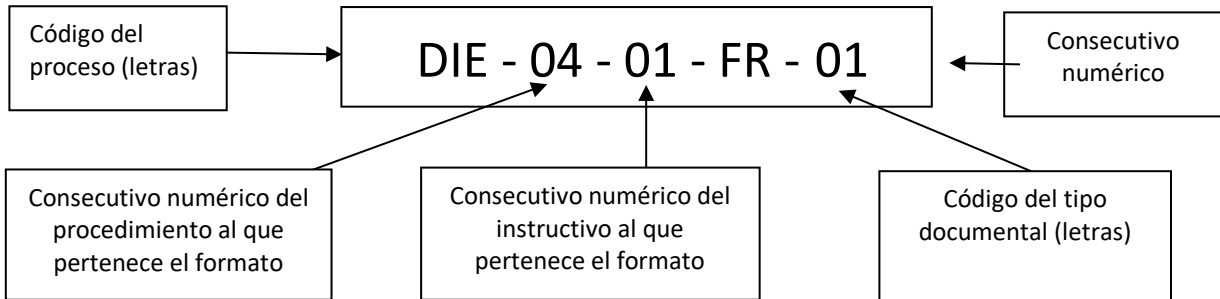 Código del
proceso (letras)
DIE - 04 - 01 - FR - 01
Consecutivo
numérico
Consecutivo numérico del
procedimiento al que
pertenece el formato
Consecutivo numérico del
instructivo al que
pertenece el formato
Código del tipo
documental (letras)